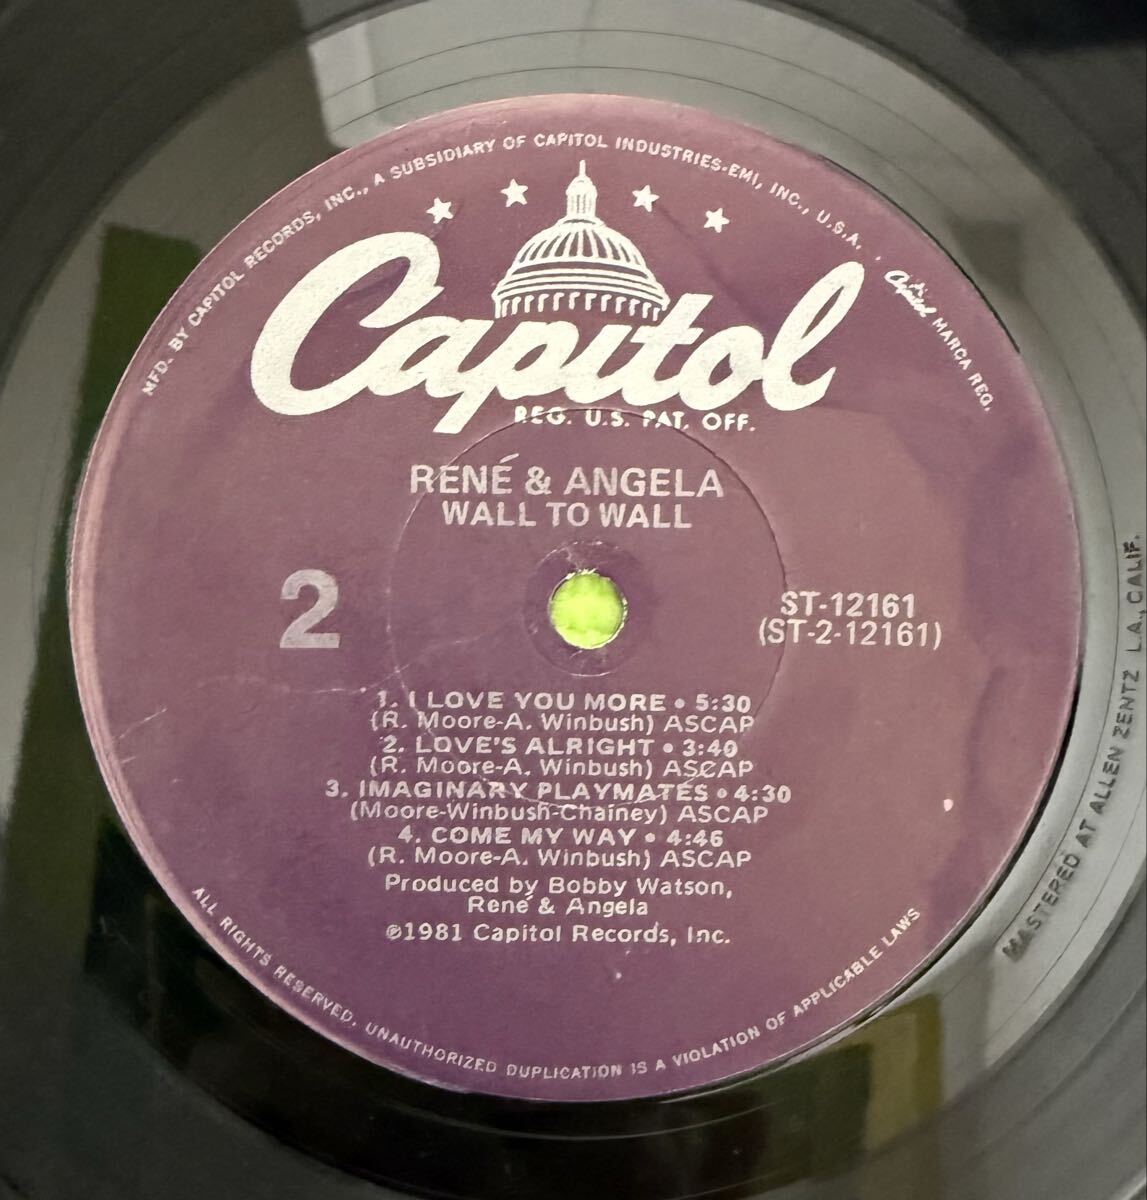 MFD. BY CAPITOL RECORDS, INC., A SUBSIDIARY OF CAPITOL INDUSTRIES-EMI, INC., U.S.A.
Capitol MARCA REG.
Capitol
REG. U.S. PAT. OFF.
RENÉ & ANGELA
WALL TO WALL
2
ST-12161
(ST-2-12161)
1. I LOVE YOU MORE • 5:30
(R. Moore-A. Winbush) ASCAP
2. LOVE'S ALRIGHT • 3:40
(R. Moore-A. Winbush) ASCAP
3. IMAGINARY PLAYMATES • 4:30
(Moore-Winbush-Chainey) ASCAP
4. COME MY WAY • 4:46
(R. Moore-A. Winbush) ASCAP
Produced by Bobby Watson,
René & Angela
℗1981 Capitol Records, Inc.
ALL RIGHTS RESERVED. UNAUTHORIZED DUPLICATION IS A VIOLATION OF APPLICABLE LAWS
MASTERED AT ALLEN ZENTZ L.A., CALIF.